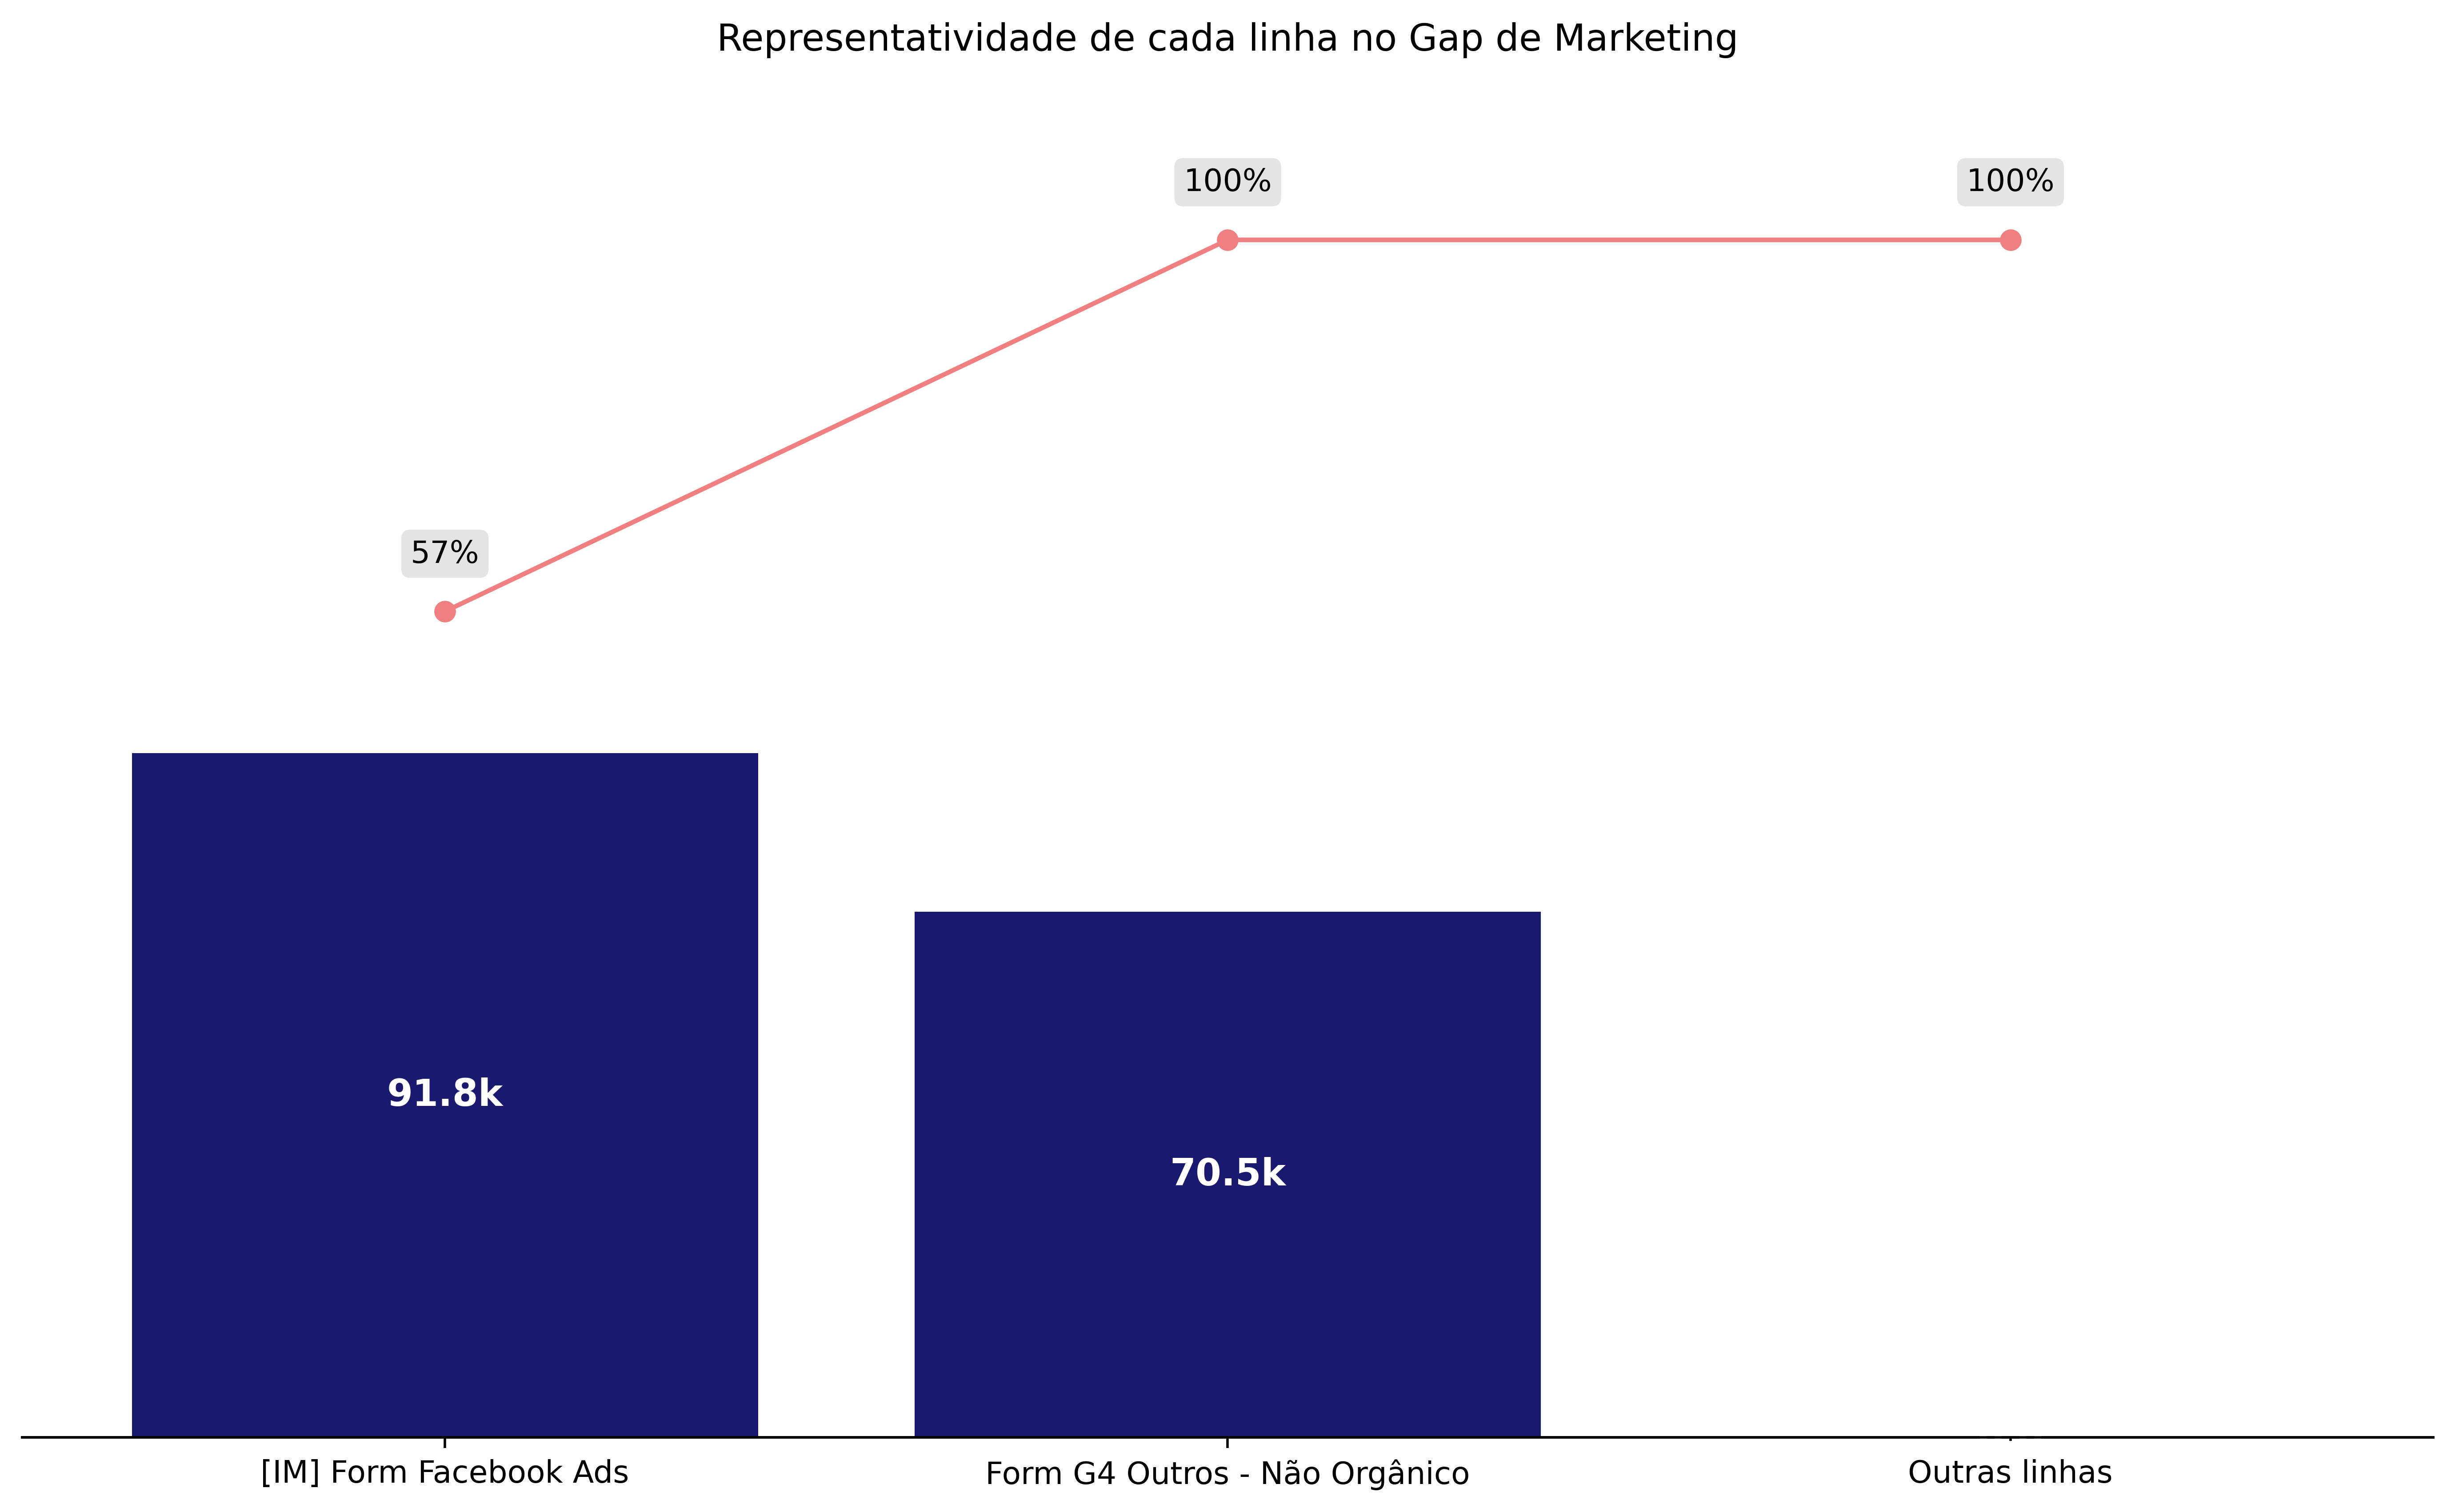 Representatividade de cada linha no Gap de Marketing
100%
100%
57%
91.8k
70.5k
[IM] Form Facebook Ads
Form G4 Outros - Não Orgânico
Outras linhas